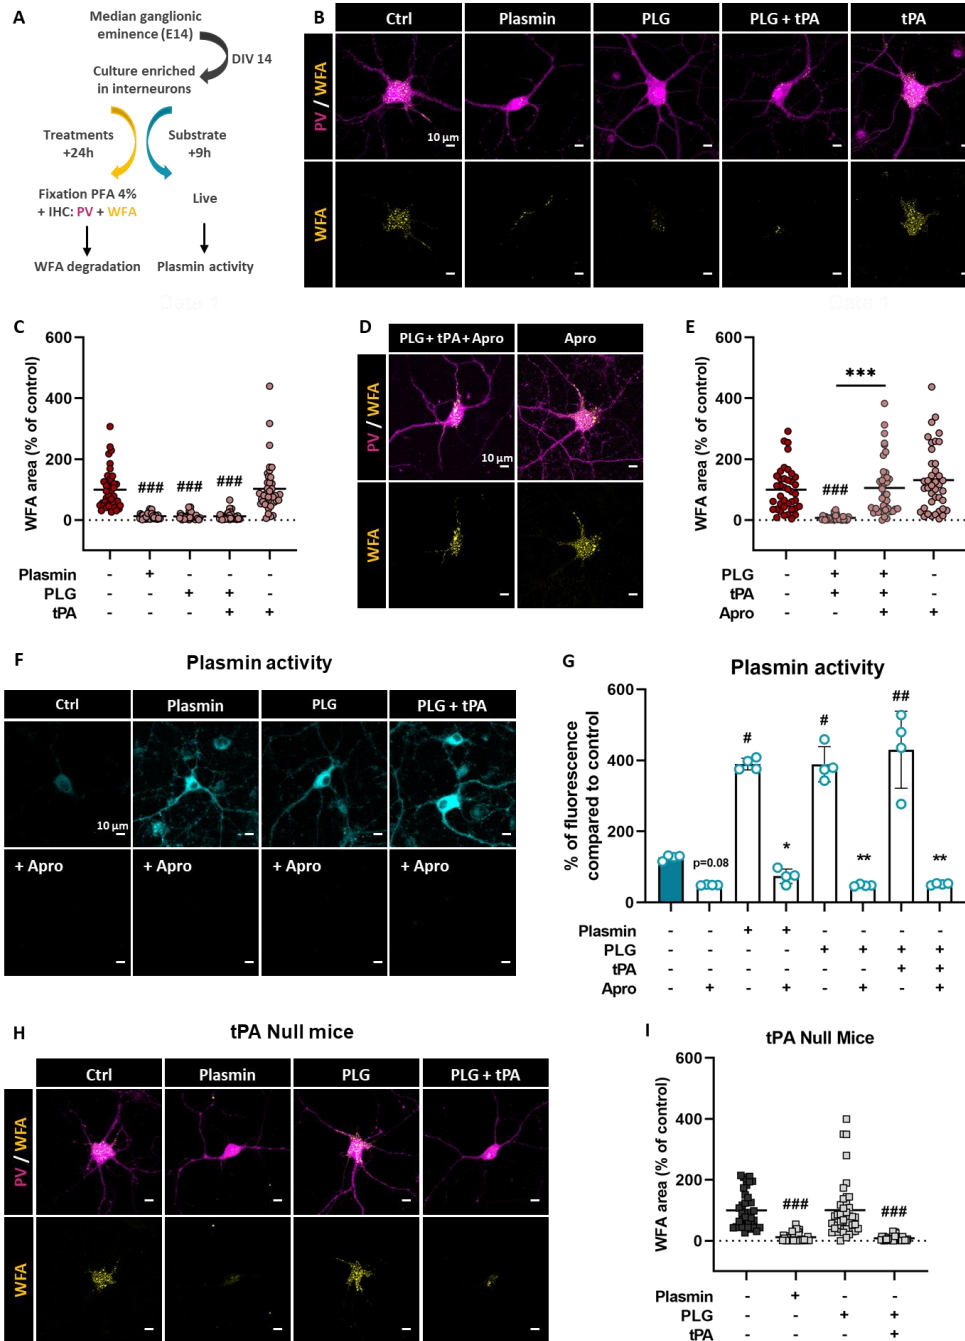 A
Median ganglionic
eminence (E14)
DIV 14
Culture enriched
in interneurons
Treatments
+24h
Substrate
+9h
Fixation PFA 4%
+ IHC: PV + WFA
Live
WFA degradation
Plasmin activity
B
Ctrl
Plasmin
PLG
PLG + tPA
tPA
PV / WFA
10 µm
WFA
C
WFA area (% of control)
600
400
200
0
###
###
###
Plasmin - + - - -
PLG - - + + -
tPA - - - + +
D
PLG + tPA + Apro
Apro
PV / WFA
10 µm
WFA
E
WFA area (% of control)
600
400
200
0
***
###
PLG - + + -
tPA - + + -
Apro - - + +
F
Plasmin activity
Ctrl
Plasmin
PLG
PLG + tPA
10 µm
+ Apro
+ Apro
+ Apro
+ Apro
G
Plasmin activity
% of fluorescence
compared to control
600
400
200
0
p=0.08
#
*
#
**
##
**
Plasmin - - + + - - - -
PLG - - - - + + + +
tPA - - - - - - + +
Apro - + - + - + - +
H
tPA Null mice
Ctrl
Plasmin
PLG
PLG + tPA
PV / WFA
WFA
I
tPA Null Mice
WFA area (% of control)
600
400
200
0
###
###
Plasmin - + - -
PLG - - + +
tPA - - - +